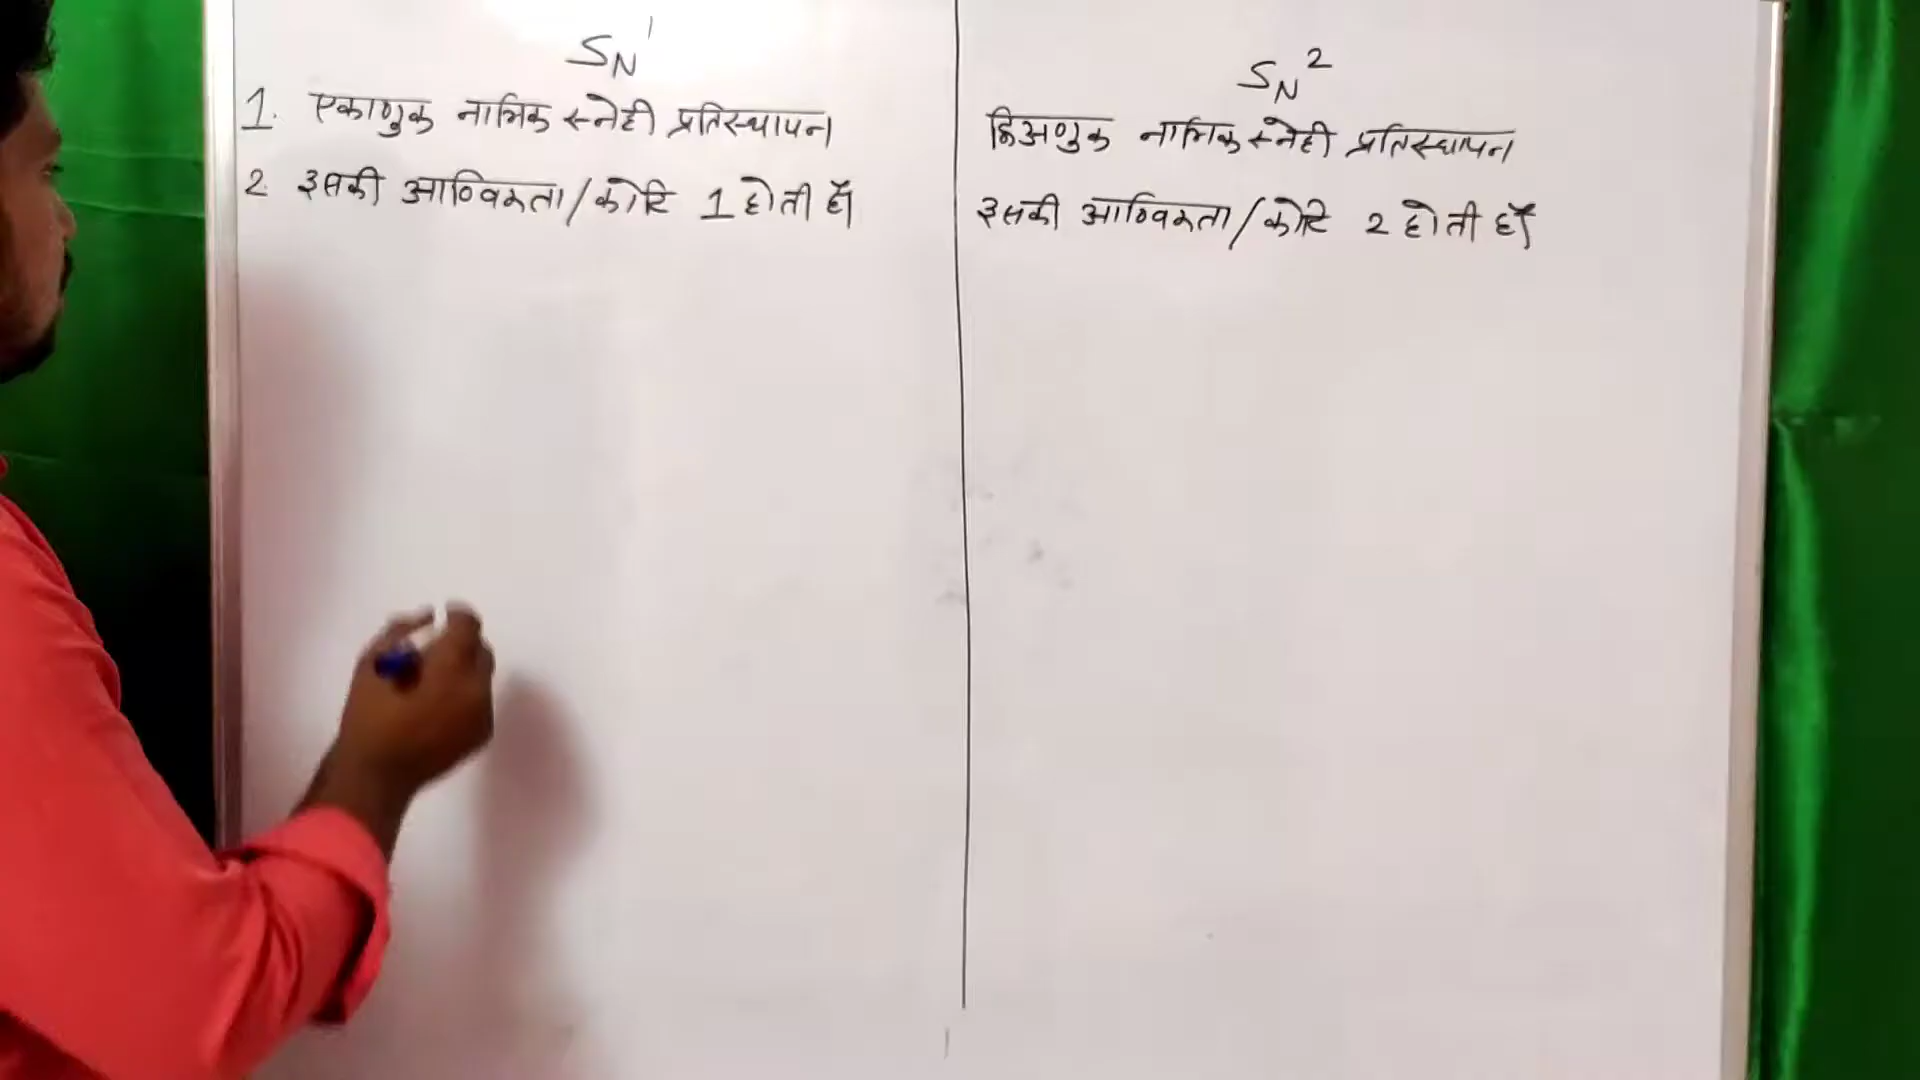 SN1
1. एकाणुक नाभिक स्नेही प्रतिस्थापन
2. इसकी आण्विकता/कोटि 1 होती हैं
SN2
द्विअणुक नाभिक स्नेही प्रतिस्थापन
इसकी आण्विकता/कोटि 2 होती हैं